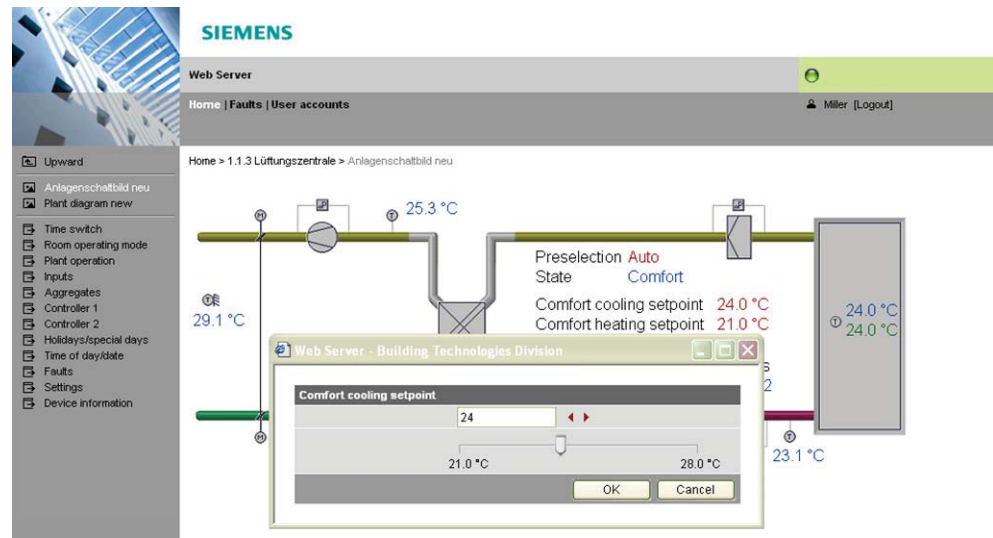 SIEMENS
Web Server
Home | Faults | User accounts
Miller [Logout]
Upward
Home > 1.1.3 Lüftungszentrale > Anlagenschaltbild neu
Anlagenschaltbild neu
Plant diagram new
Time switch
Room operating mode
Plant operation
Inputs
Aggregates
Controller 1
Controller 2
Holidays/special days
Time of day/date
Faults
Settings
Device information
M
T
25.3 °C
Preselection Auto
State Comfort
Comfort cooling setpoint 24.0 °C
Comfort heating setpoint 21.0 °C
T
29.1 °C
T
24.0 °C
24.0 °C
Web Server - Building Technologies Division
s
2
Comfort cooling setpoint
24
21.0 °C
28.0 °C
OK
Cancel
M
T
23.1 °C